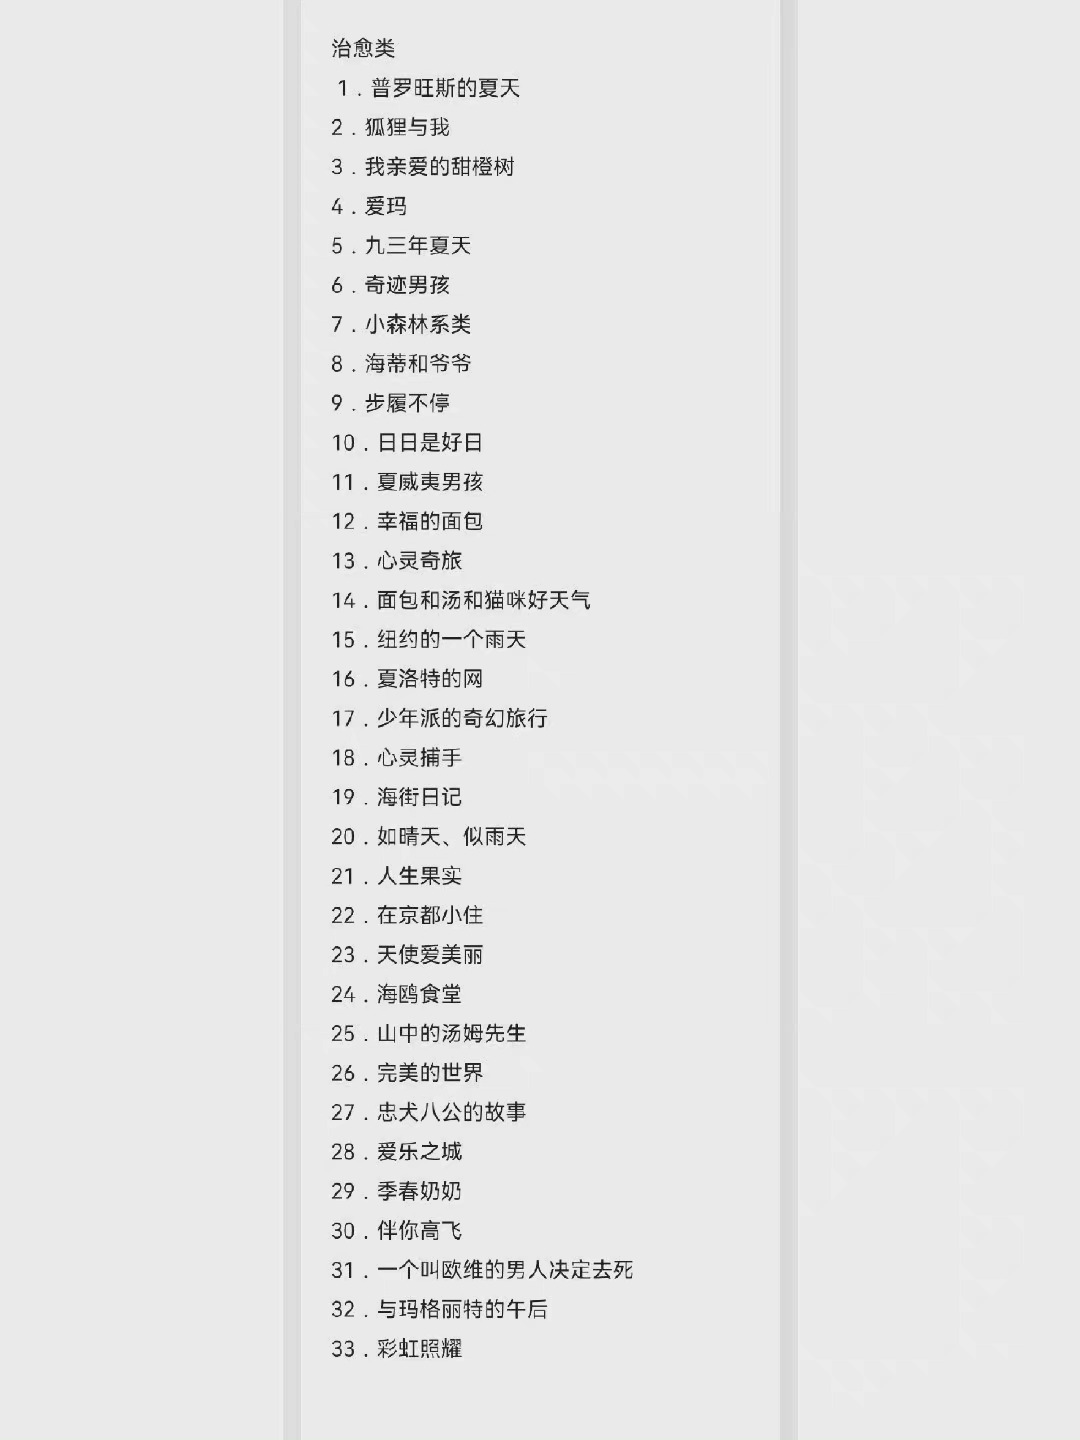 治愈类
1．普罗旺斯的夏天
2．狐狸与我
3．我亲爱的甜橙树
4．爱玛
5．九三年夏天
6．奇迹男孩
7．小森林系类
8．海蒂和爷爷
9．步履不停
10．日日是好日
11．夏威夷男孩
12．幸福的面包
13．心灵奇旅
14．面包和汤和猫咪好天气
15．纽约的一个雨天
16．夏洛特的网
17．少年派的奇幻旅行
18．心灵捕手
19．海街日记
20．如晴天、似雨天
21．人生果实
22．在京都小住
23．天使爱美丽
24．海鸥食堂
25．山中的汤姆先生
26．完美的世界
27．忠犬八公的故事
28．爱乐之城
29．季春奶奶
30．伴你高飞
31．一个叫欧维的男人决定去死
32．与玛格丽特的午后
33．彩虹照耀